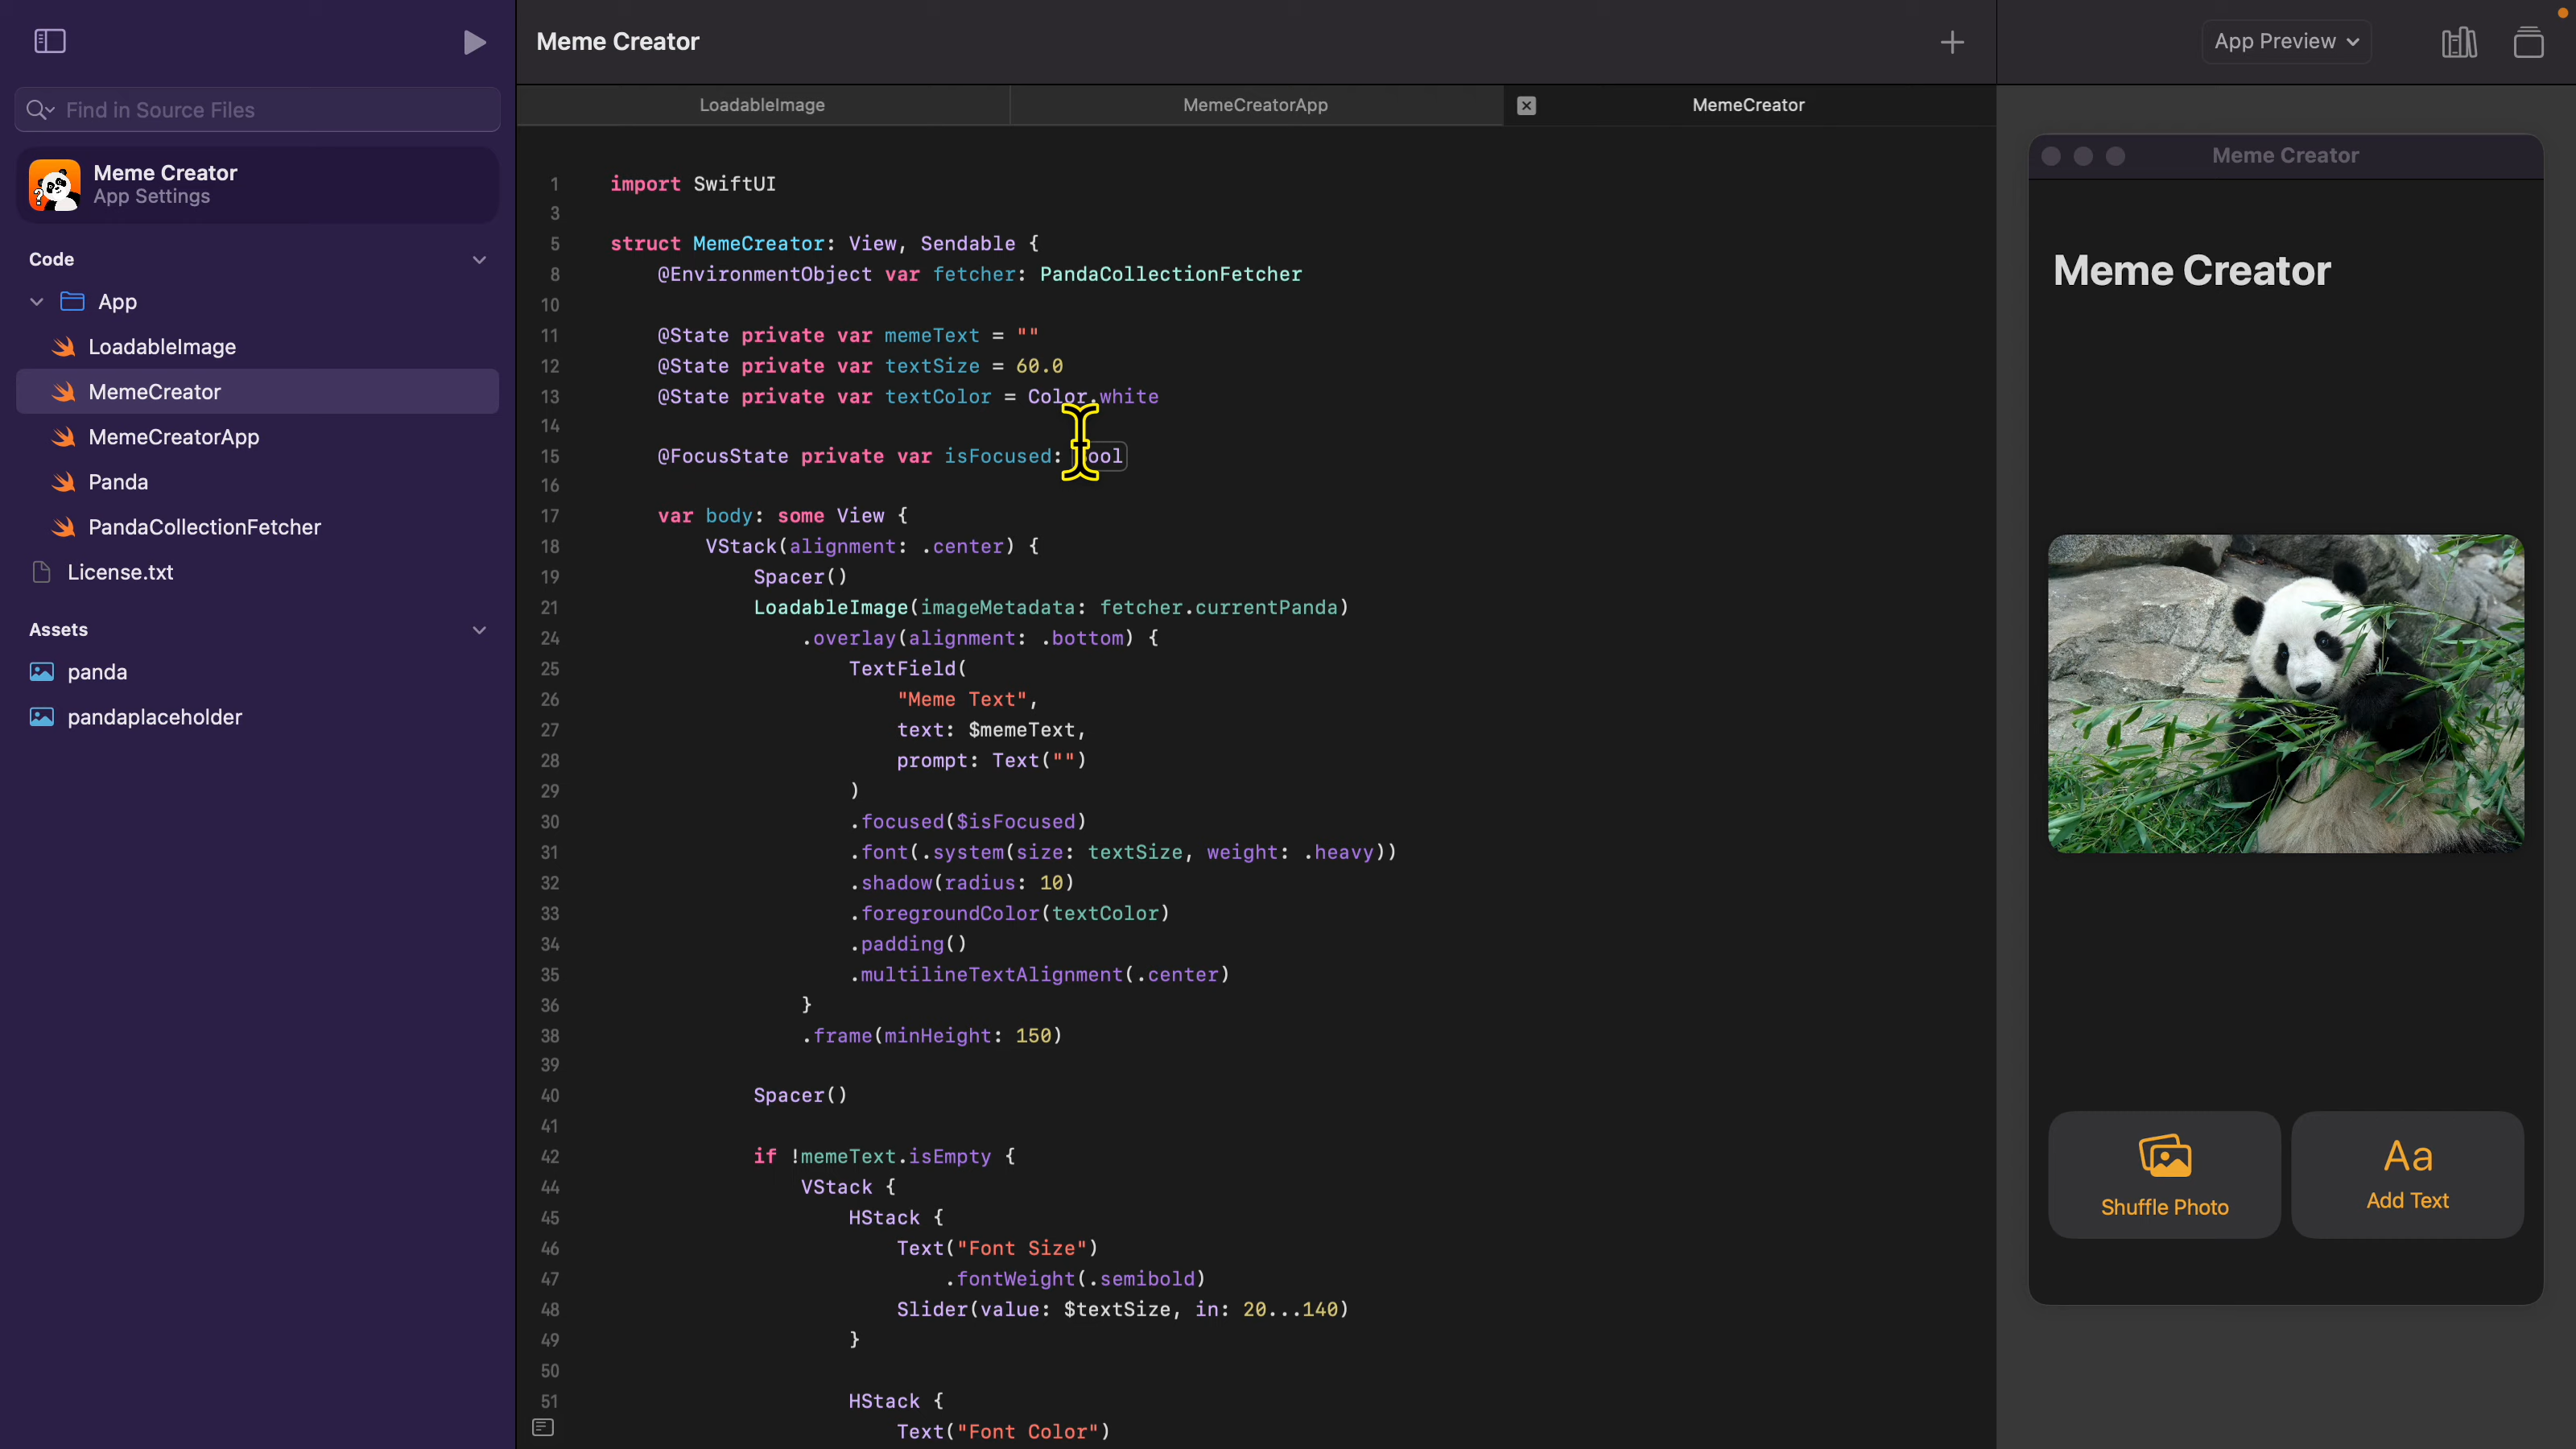 Meme Creator
App Preview
Find in Source Files
Meme Creator
App Settings
Code
App
LoadableImage
MemeCreator
MemeCreatorApp
Panda
PandaCollectionFetcher
License.txt
Assets
panda
pandaplaceholder
LoadableImage
MemeCreatorApp
MemeCreator
1 import SwiftUI
3
5 struct MemeCreator: View, Sendable {
8 @EnvironmentObject var fetcher: PandaCollectionFetcher
10
11 @State private var memeText = ""
12 @State private var textSize = 60.0
13 @State private var textColor = Color.white
14
15 @FocusState private var isFocused: Bool
16
17 var body: some View {
18 VStack(alignment: .center) {
19 Spacer()
21 LoadableImage(imageMetadata: fetcher.currentPanda)
24 .overlay(alignment: .bottom) {
25 TextField(
26 "Meme Text",
27 text: $memeText,
28 prompt: Text("")
29 )
30 .focused($isFocused)
31 .font(.system(size: textSize, weight: .heavy))
32 .shadow(radius: 10)
33 .foregroundColor(textColor)
34 .padding()
35 .multilineTextAlignment(.center)
36 }
38 .frame(minHeight: 150)
39
40 Spacer()
41
42 if !memeText.isEmpty {
44 VStack {
45 HStack {
46 Text("Font Size")
47 .fontWeight(.semibold)
48 Slider(value: $textSize, in: 20...140)
49 }
50
51 HStack {
Text("Font Color")
Meme Creator
Meme Creator
Shuffle Photo
Aa
Add Text